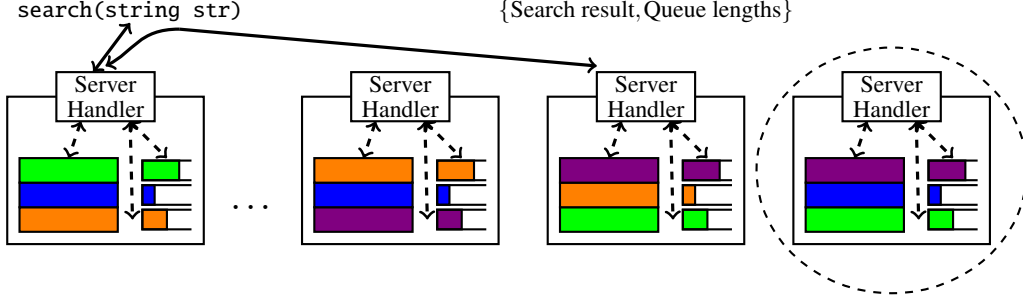 search(string str)
{Search result, Queue lengths}
Server
Handler
Server
Handler
Server
Handler
Server
Handler
...